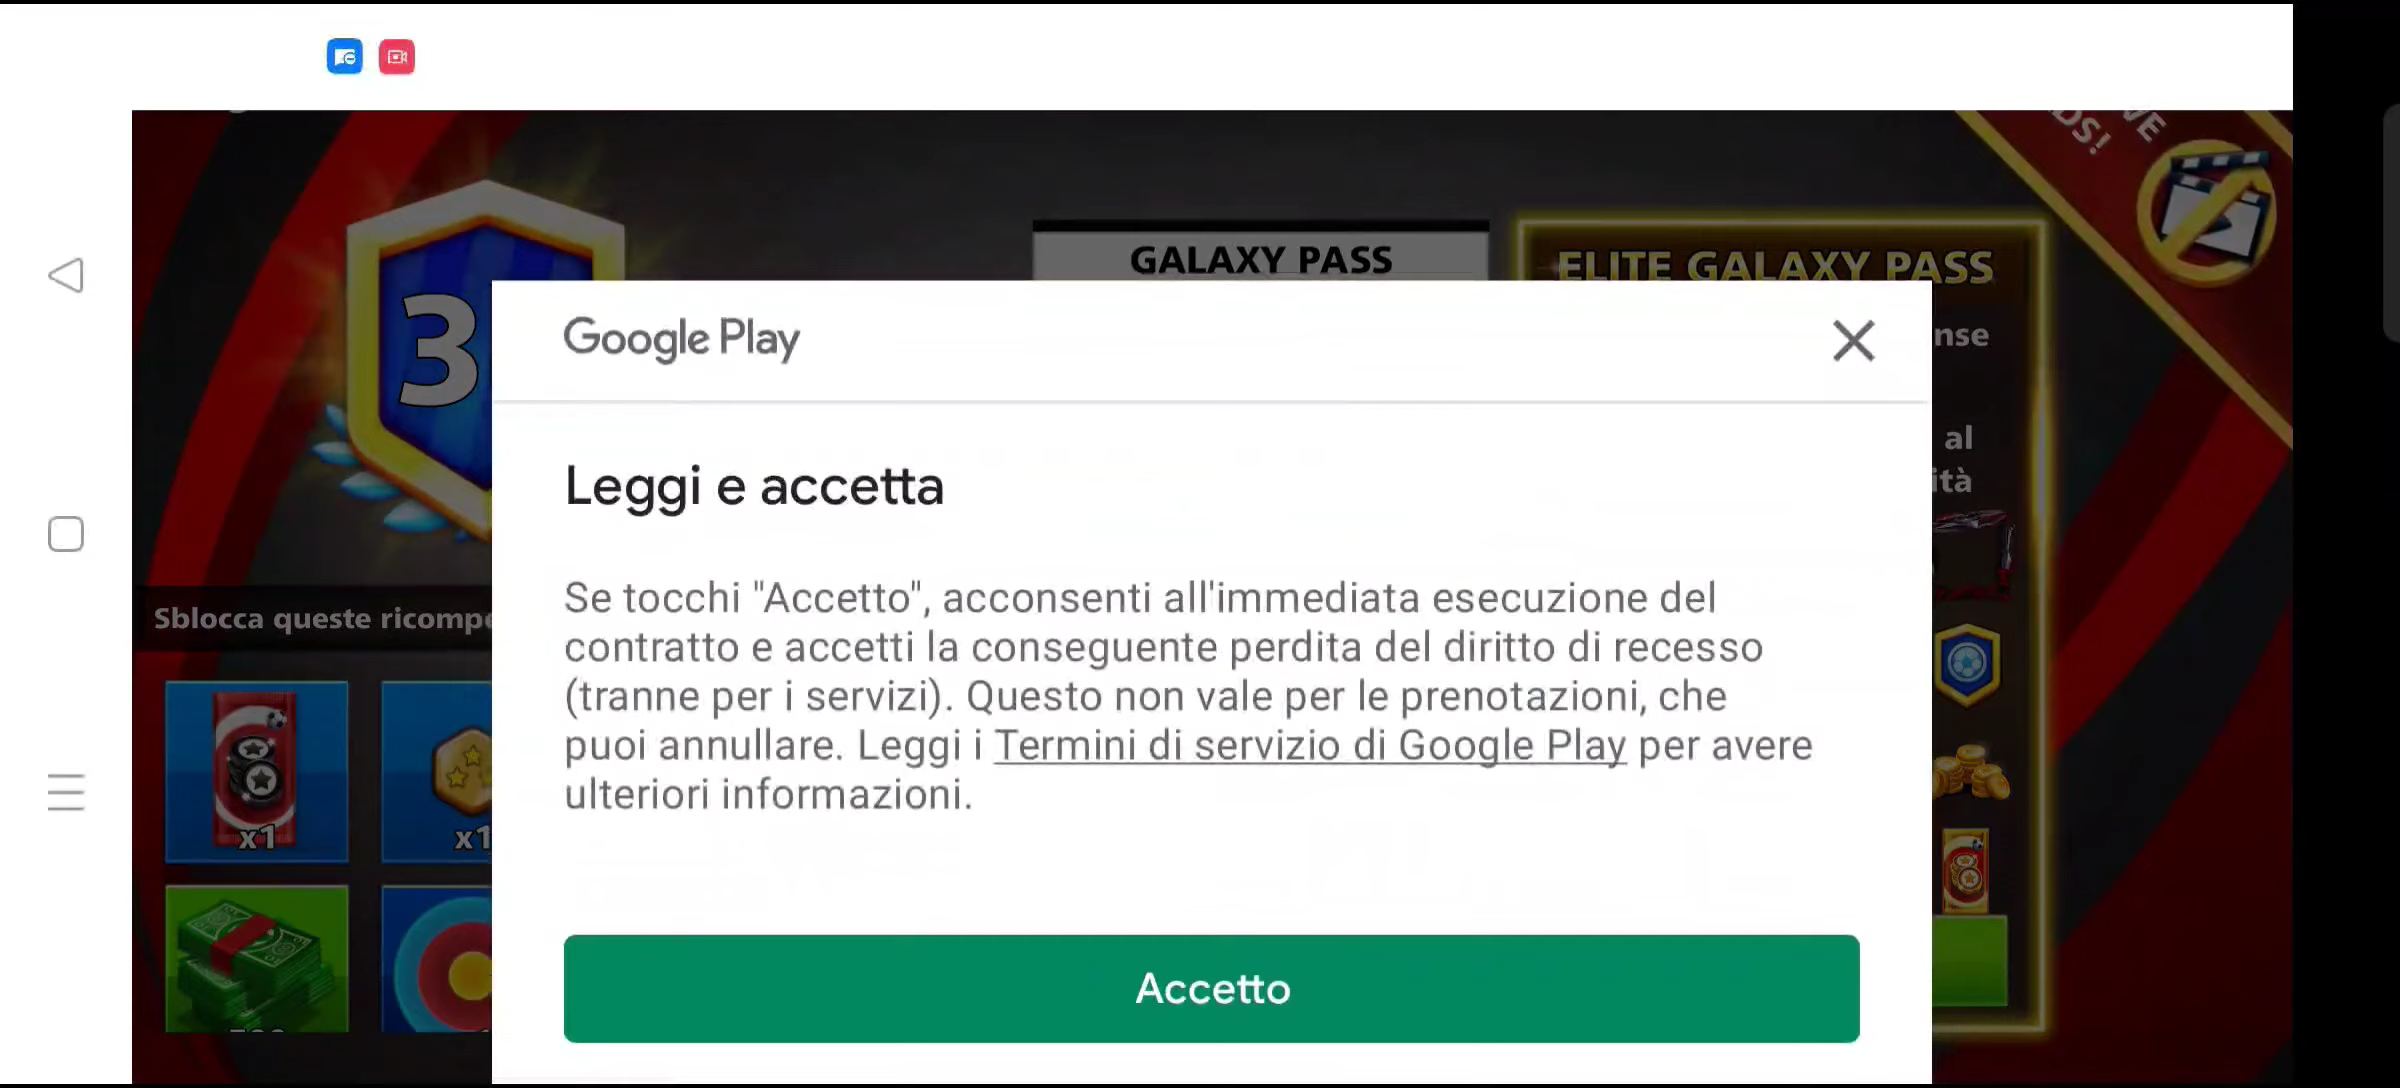 VE
DS!
GALAXY PASS
ELITE GALAXY PASS
3
Google Play
nse
Leggi e accetta
al
ità
Se tocchi "Accetto", acconsenti all'immediata esecuzione del
contratto e accetti la conseguente perdita del diritto di recesso
(tranne per i servizi). Questo non vale per le prenotazioni, che
puoi annullare. Leggi i Termini di servizio di Google Play per avere
ulteriori informazioni.
Sblocca queste ricomp
x1
x1
Accetto